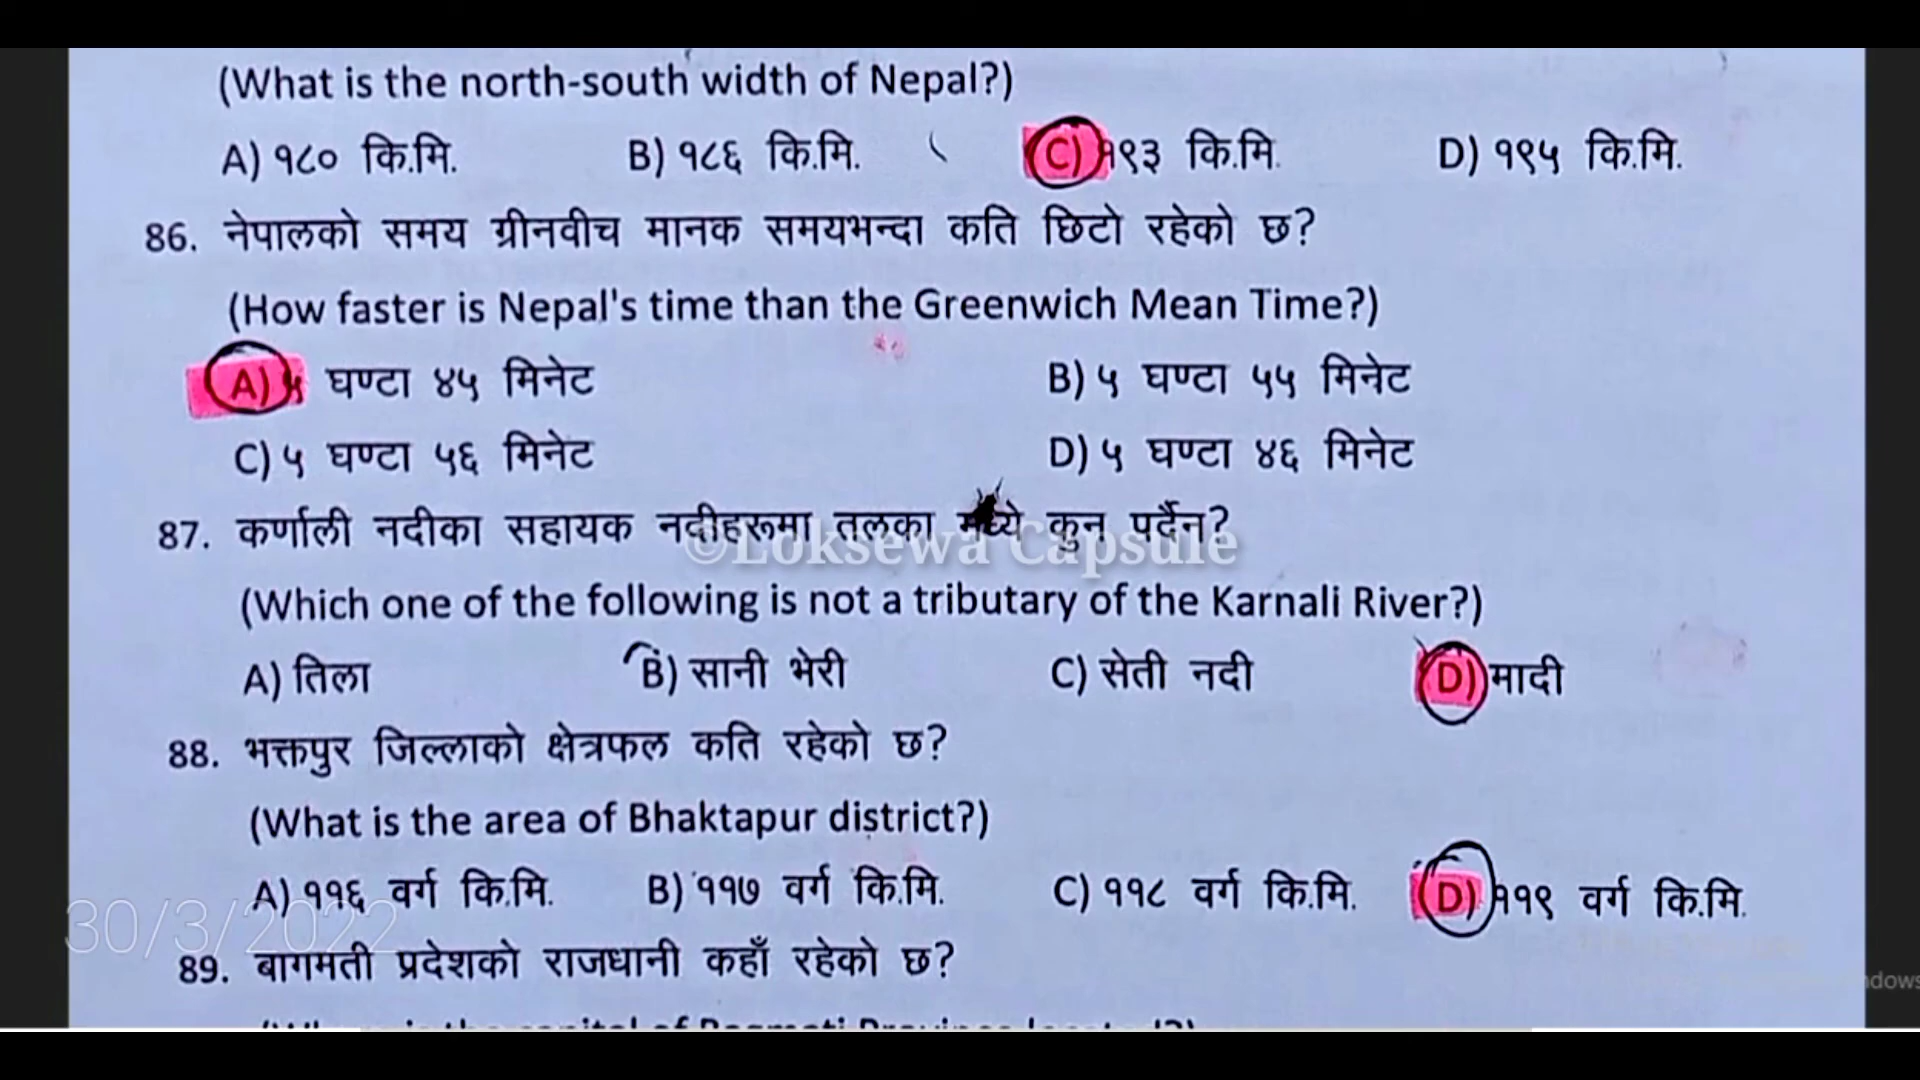 (What is the north-south width of Nepal?)
A) १८० कि.मि. B) १८६ कि.मि. C) १९३ कि.मि. D) १९५ कि.मि.
86. नेपालको समय ग्रीनवीच मानक समयभन्दा कति छिटो रहेको छ?
(How faster is Nepal's time than the Greenwich Mean Time?)
A) ५ घण्टा ४५ मिनेट B) ५ घण्टा ५५ मिनेट
C) ५ घण्टा ५६ मिनेट D) ५ घण्टा ४६ मिनेट
87. कर्णाली नदीका सहायक नदीहरूमा तलका मध्ये कुन पर्दैन?
©Loksewa Capsule
(Which one of the following is not a tributary of the Karnali River?)
A) तिला B) सानी भेरी C) सेती नदी D) मादी
88. भक्तपुर जिल्लाको क्षेत्रफल कति रहेको छ?
(What is the area of Bhaktapur district?)
A) ११६ वर्ग कि.मि. B) ११७ वर्ग कि.मि. C) ११८ वर्ग कि.मि. D) ११९ वर्ग कि.मि.
30/3/2022
89. बागमती प्रदेशको राजधानी कहाँ रहेको छ?